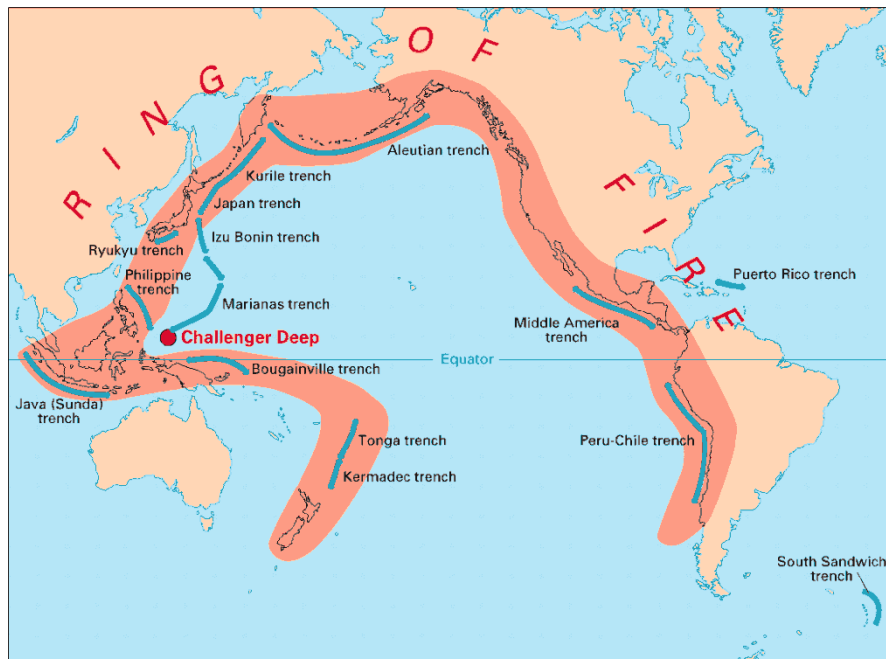 RING OF FIRE
Aleutian trench
Kurile trench
Japan trench
Izu Bonin trench
Ryukyu trench
Philippine
trench
Marianas trench
Challenger Deep
Puerto Rico trench
Middle America
trench
Equator
Bougainville trench
Java (Sunda)
trench
Tonga trench
Kermadec trench
Peru-Chile trench
South Sandwich
trench